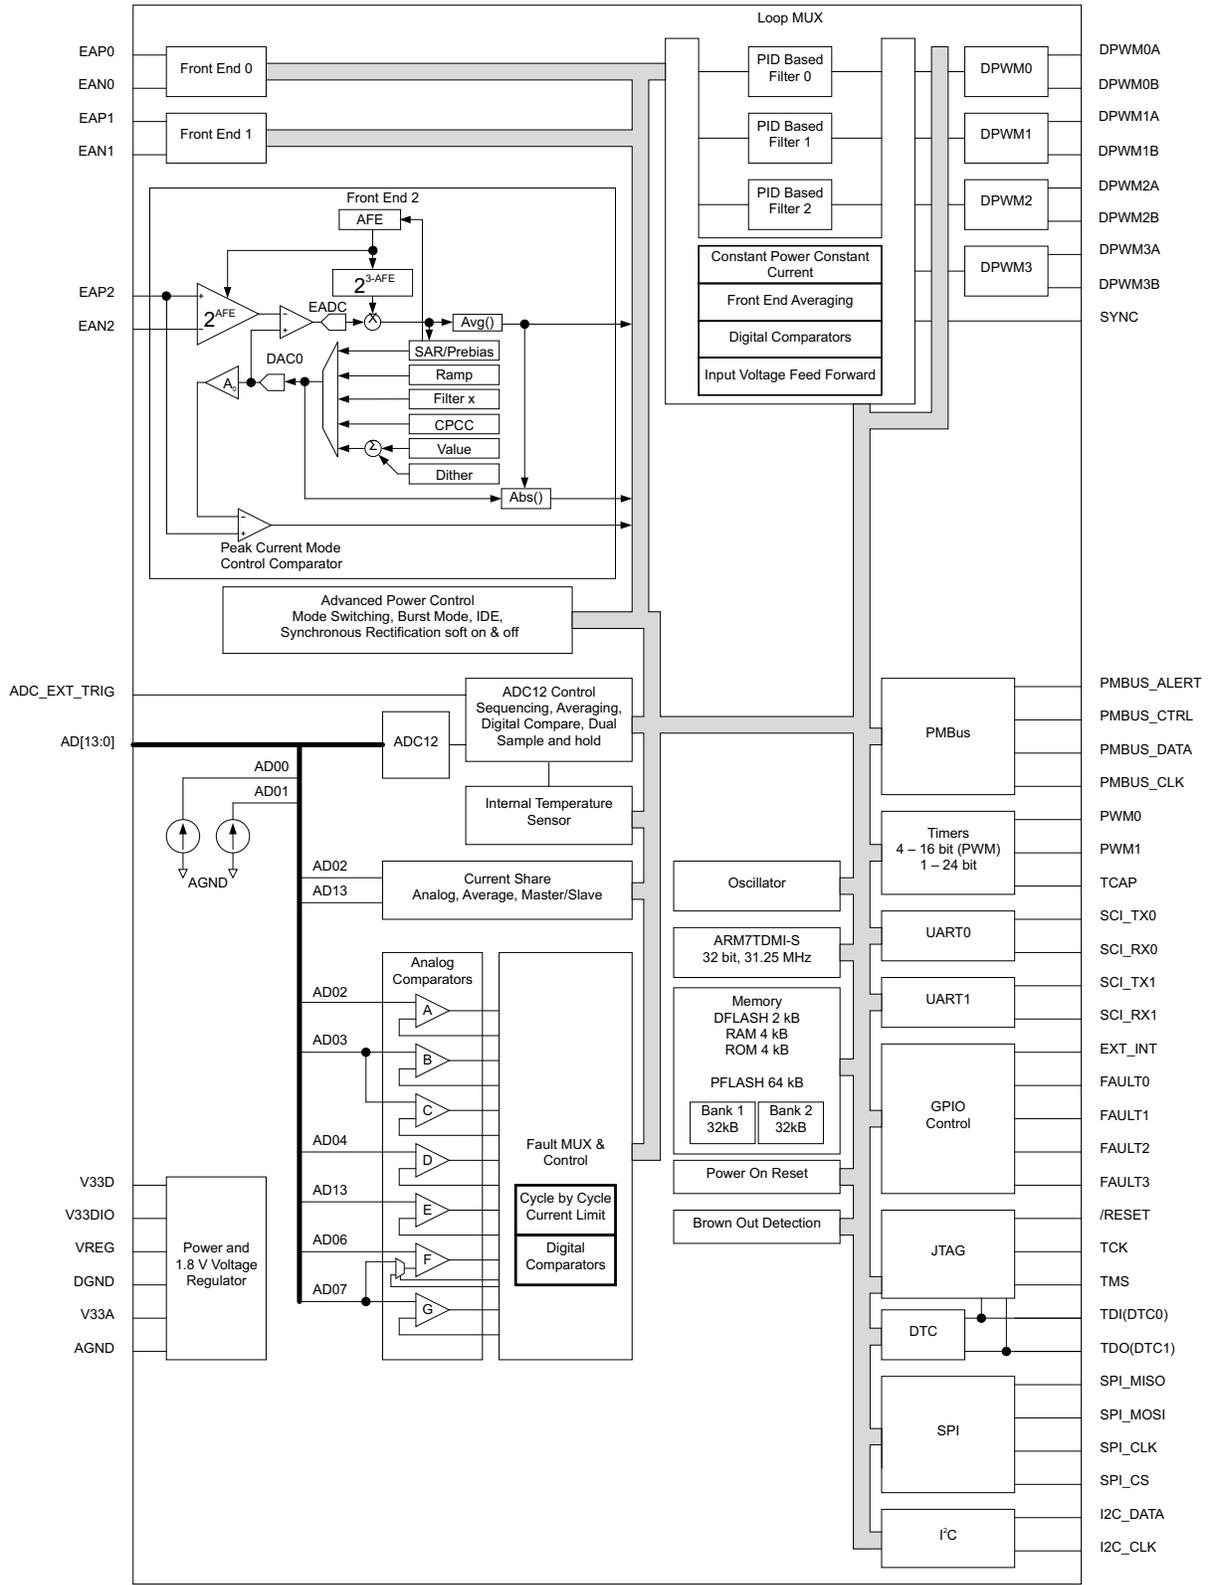 Loop MUX
EAP0
EAN0
EAP1
EAN1
Front End 0
Front End 1
PID Based
Filter 0
PID Based
Filter 1
PID Based
Filter 2
Constant Power Constant
Current
Front End Averaging
Digital Comparators
Input Voltage Feed Forward
DPWM0
DPWM1
DPWM2
DPWM3
DPWM0A
DPWM0B
DPWM1A
DPWM1B
DPWM2A
DPWM2B
DPWM3A
DPWM3B
SYNC
Front End 2
AFE
2^3-AFE
EAP2
EAN2
+
−
2^AFE
−
+
EADC
X
Avg()
DAC0
A0
SAR/Prebias
Ramp
Filter x
CPCC
Value
Σ
Dither
Abs()
−
+
Peak Current Mode
Control Comparator
Advanced Power Control
Mode Switching, Burst Mode, IDE,
Synchronous Rectification soft on & off
ADC_EXT_TRIG
AD[13:0]
ADC12
ADC12 Control
Sequencing, Averaging,
Digital Compare, Dual
Sample and hold
AD00
AD01
AGND
Internal Temperature
Sensor
AD02
AD13
Current Share
Analog, Average, Master/Slave
Analog
Comparators
AD02
A
AD03
B
C
AD04
D
AD13
E
AD06
F
AD07
G
Fault MUX &
Control
Cycle by Cycle
Current Limit
Digital
Comparators
V33D
V33DIO
VREG
DGND
V33A
AGND
Power and
1.8 V Voltage
Regulator
Oscillator
ARM7TDMI-S
32 bit, 31.25 MHz
Memory
DFLASH 2 kB
RAM 4 kB
ROM 4 kB
PFLASH 64 kB
Bank 1
32kB
Bank 2
32kB
Power On Reset
Brown Out Detection
PMBus
PMBUS_ALERT
PMBUS_CTRL
PMBUS_DATA
PMBUS_CLK
Timers
4 – 16 bit (PWM)
1 – 24 bit
PWM0
PWM1
TCAP
UART0
SCI_TX0
SCI_RX0
UART1
SCI_TX1
SCI_RX1
GPIO
Control
EXT_INT
FAULT0
FAULT1
FAULT2
FAULT3
JTAG
/RESET
TCK
TMS
DTC
TDI(DTC0)
TDO(DTC1)
SPI
SPI_MISO
SPI_MOSI
SPI_CLK
SPI_CS
I²C
I2C_DATA
I2C_CLK